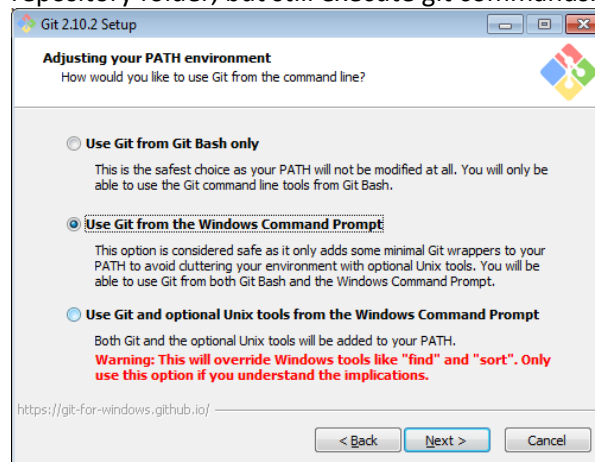 repository folder, but still execute git commands.
Git 2.10.2 Setup
Adjusting your PATH environment
How would you like to use Git from the command line?
Use Git from Git Bash only
This is the safest choice as your PATH will not be modified at all. You will only be
able to use the Git command line tools from Git Bash.
Use Git from the Windows Command Prompt
This option is considered safe as it only adds some minimal Git wrappers to your
PATH to avoid cluttering your environment with optional Unix tools. You will be
able to use Git from both Git Bash and the Windows Command Prompt.
Use Git and optional Unix tools from the Windows Command Prompt
Both Git and the optional Unix tools will be added to your PATH.
Warning: This will override Windows tools like "find" and "sort". Only
use this option if you understand the implications.
https://git-for-windows.github.io/
< Back Next > Cancel